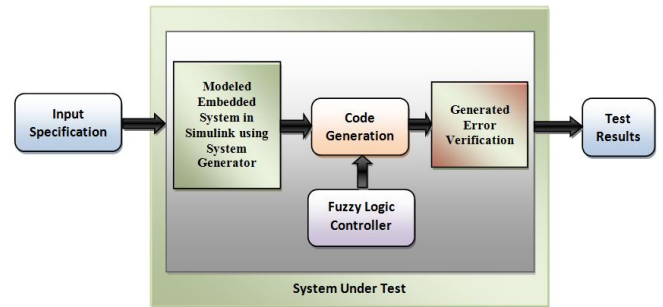 Input
Specification
Modeled
Embedded
System in
Simulink using
System
Generator
Code
Generation
Fuzzy Logic
Controller
Generated
Error
Verification
Test
Results
System Under Test